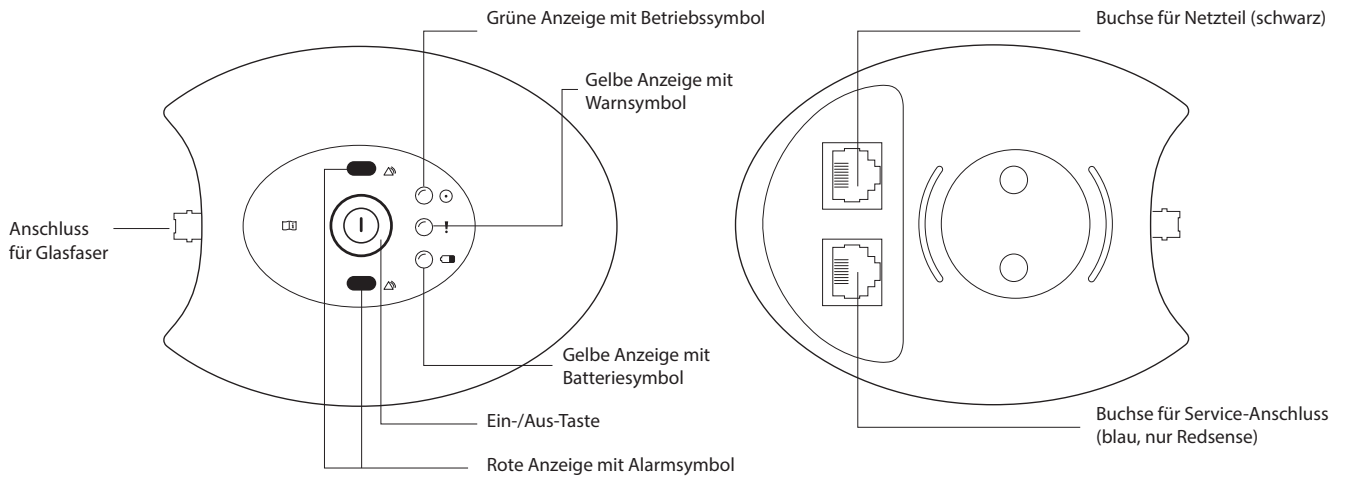 Grüne Anzeige mit Betriebssymbol
Gelbe Anzeige mit
Warnsymbol
Anschluss
für Glasfaser
Gelbe Anzeige mit
Batteriesymbol
Ein-/Aus-Taste
Rote Anzeige mit Alarmsymbol
Buchse für Netzteil (schwarz)
Buchse für Service-Anschluss
(blau, nur Redsense)